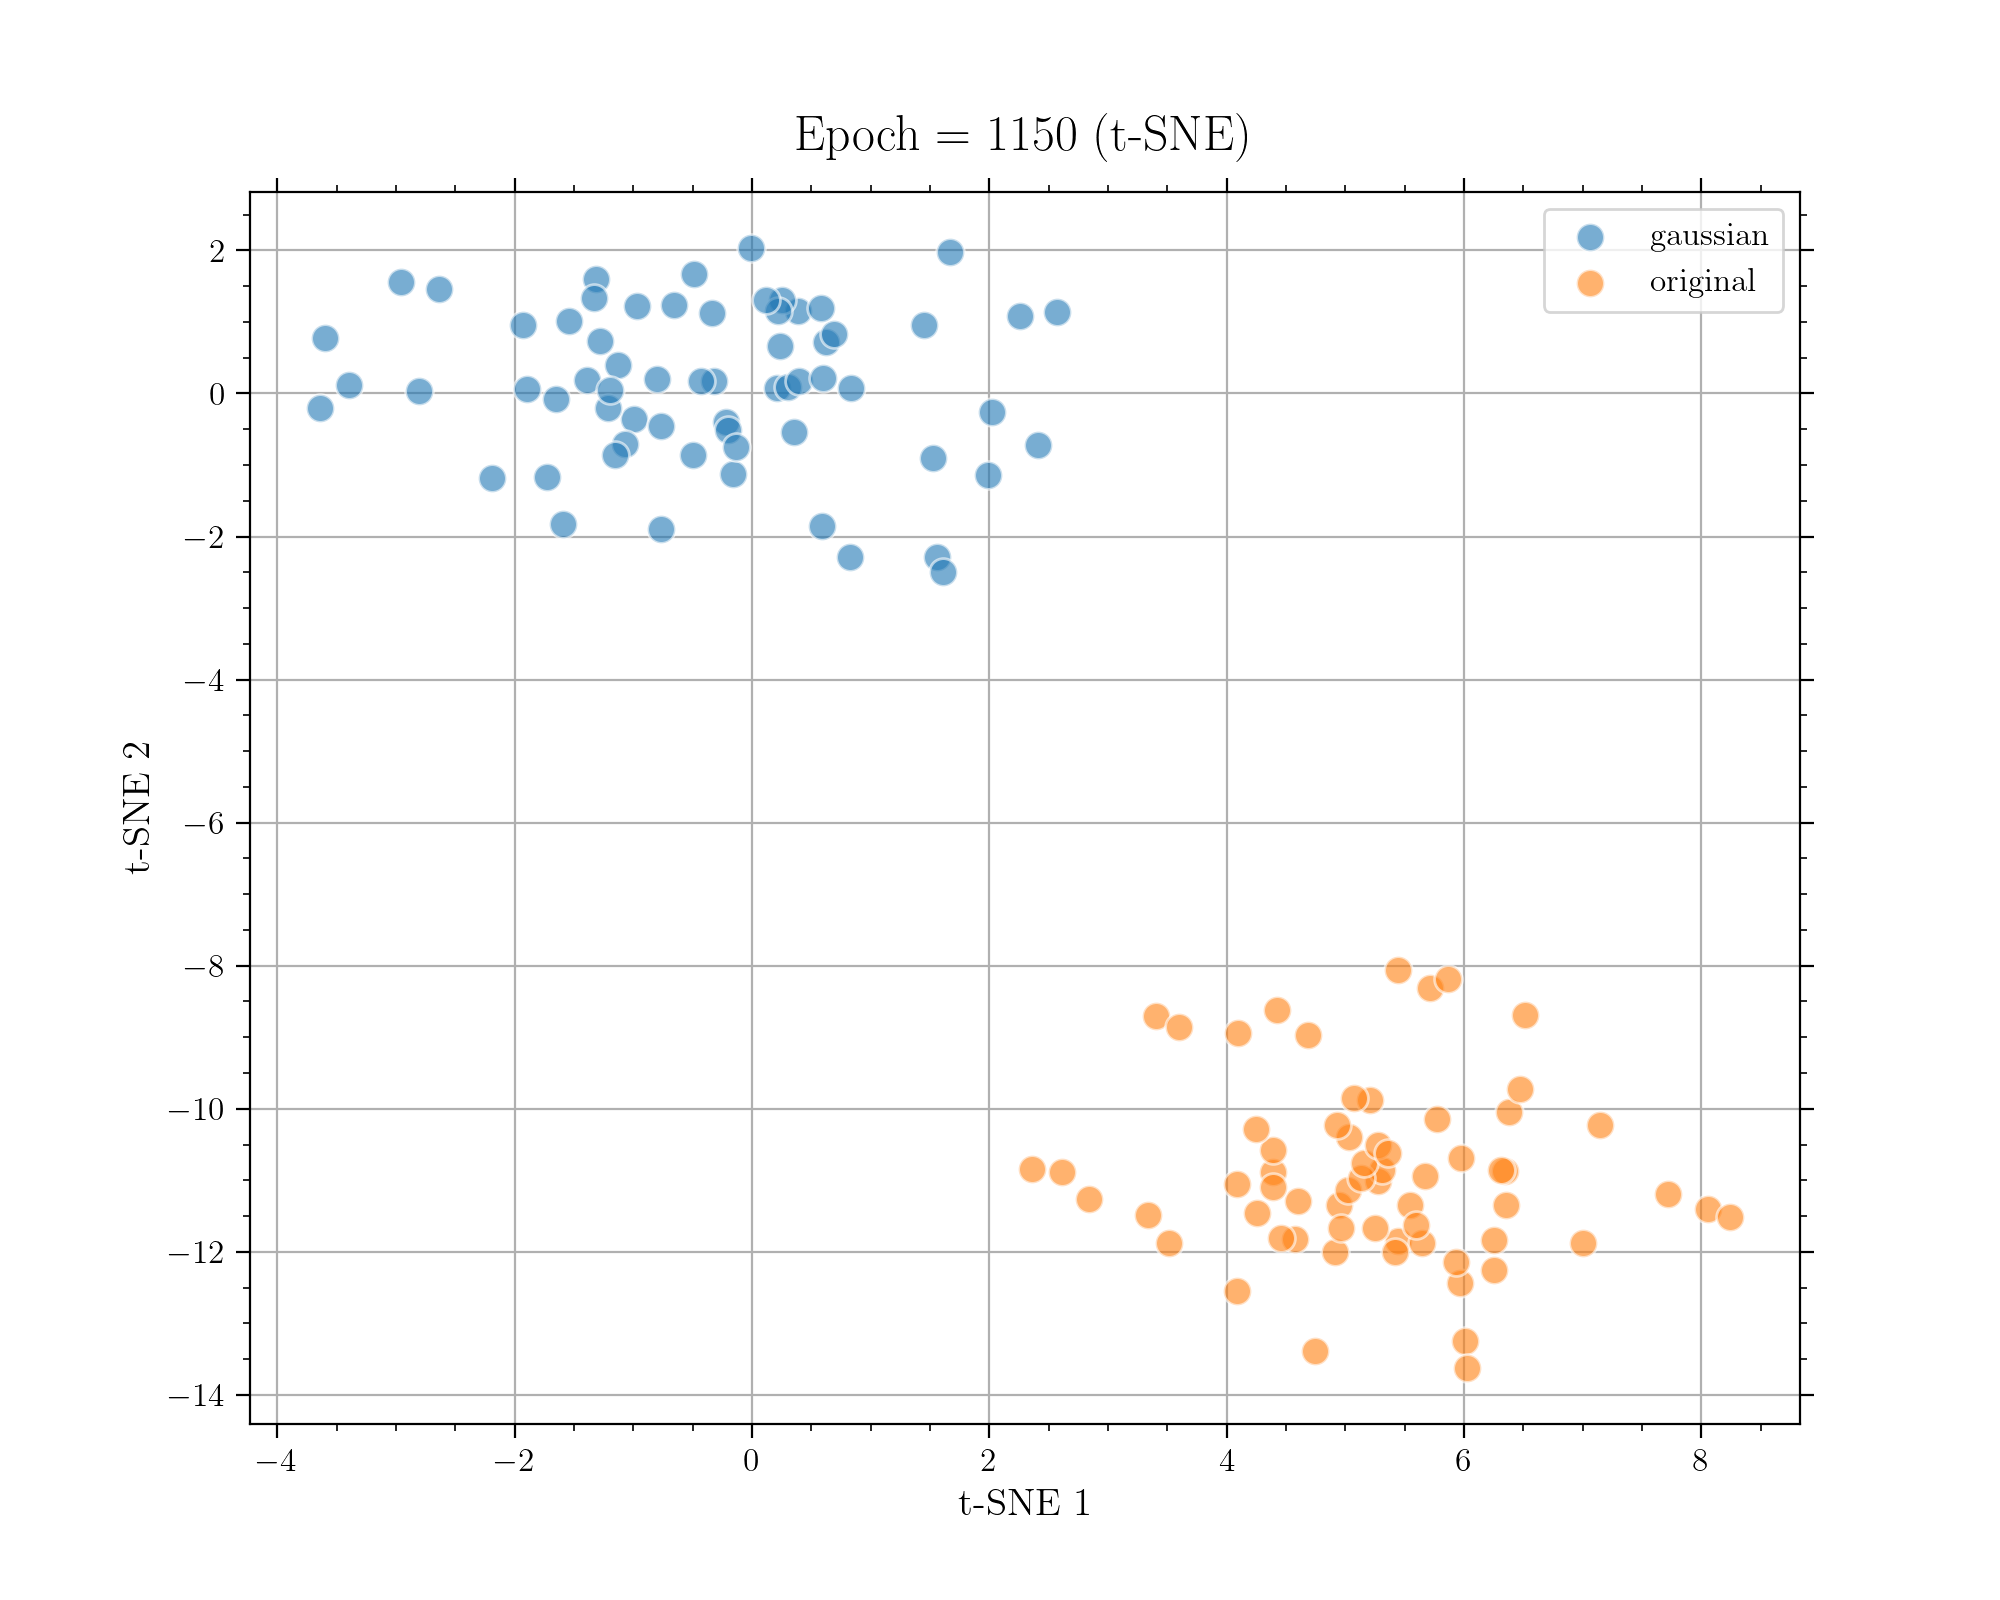 Epoch = 1150 (t-SNE)
gaussian
original
2
0
−2
−4
−6
−8
−10
−12
−14
t-SNE 2
−4 −2 0 2 4 6 8
t-SNE 1